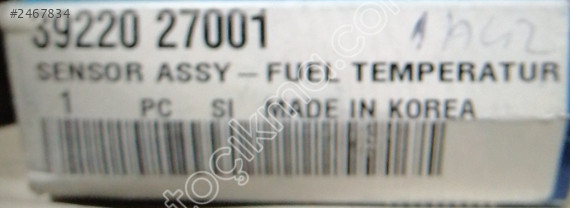 #2467834
39220 27001
SENSOR ASSY – FUEL TEMPERATUR
1 PC SI MADE IN KOREA